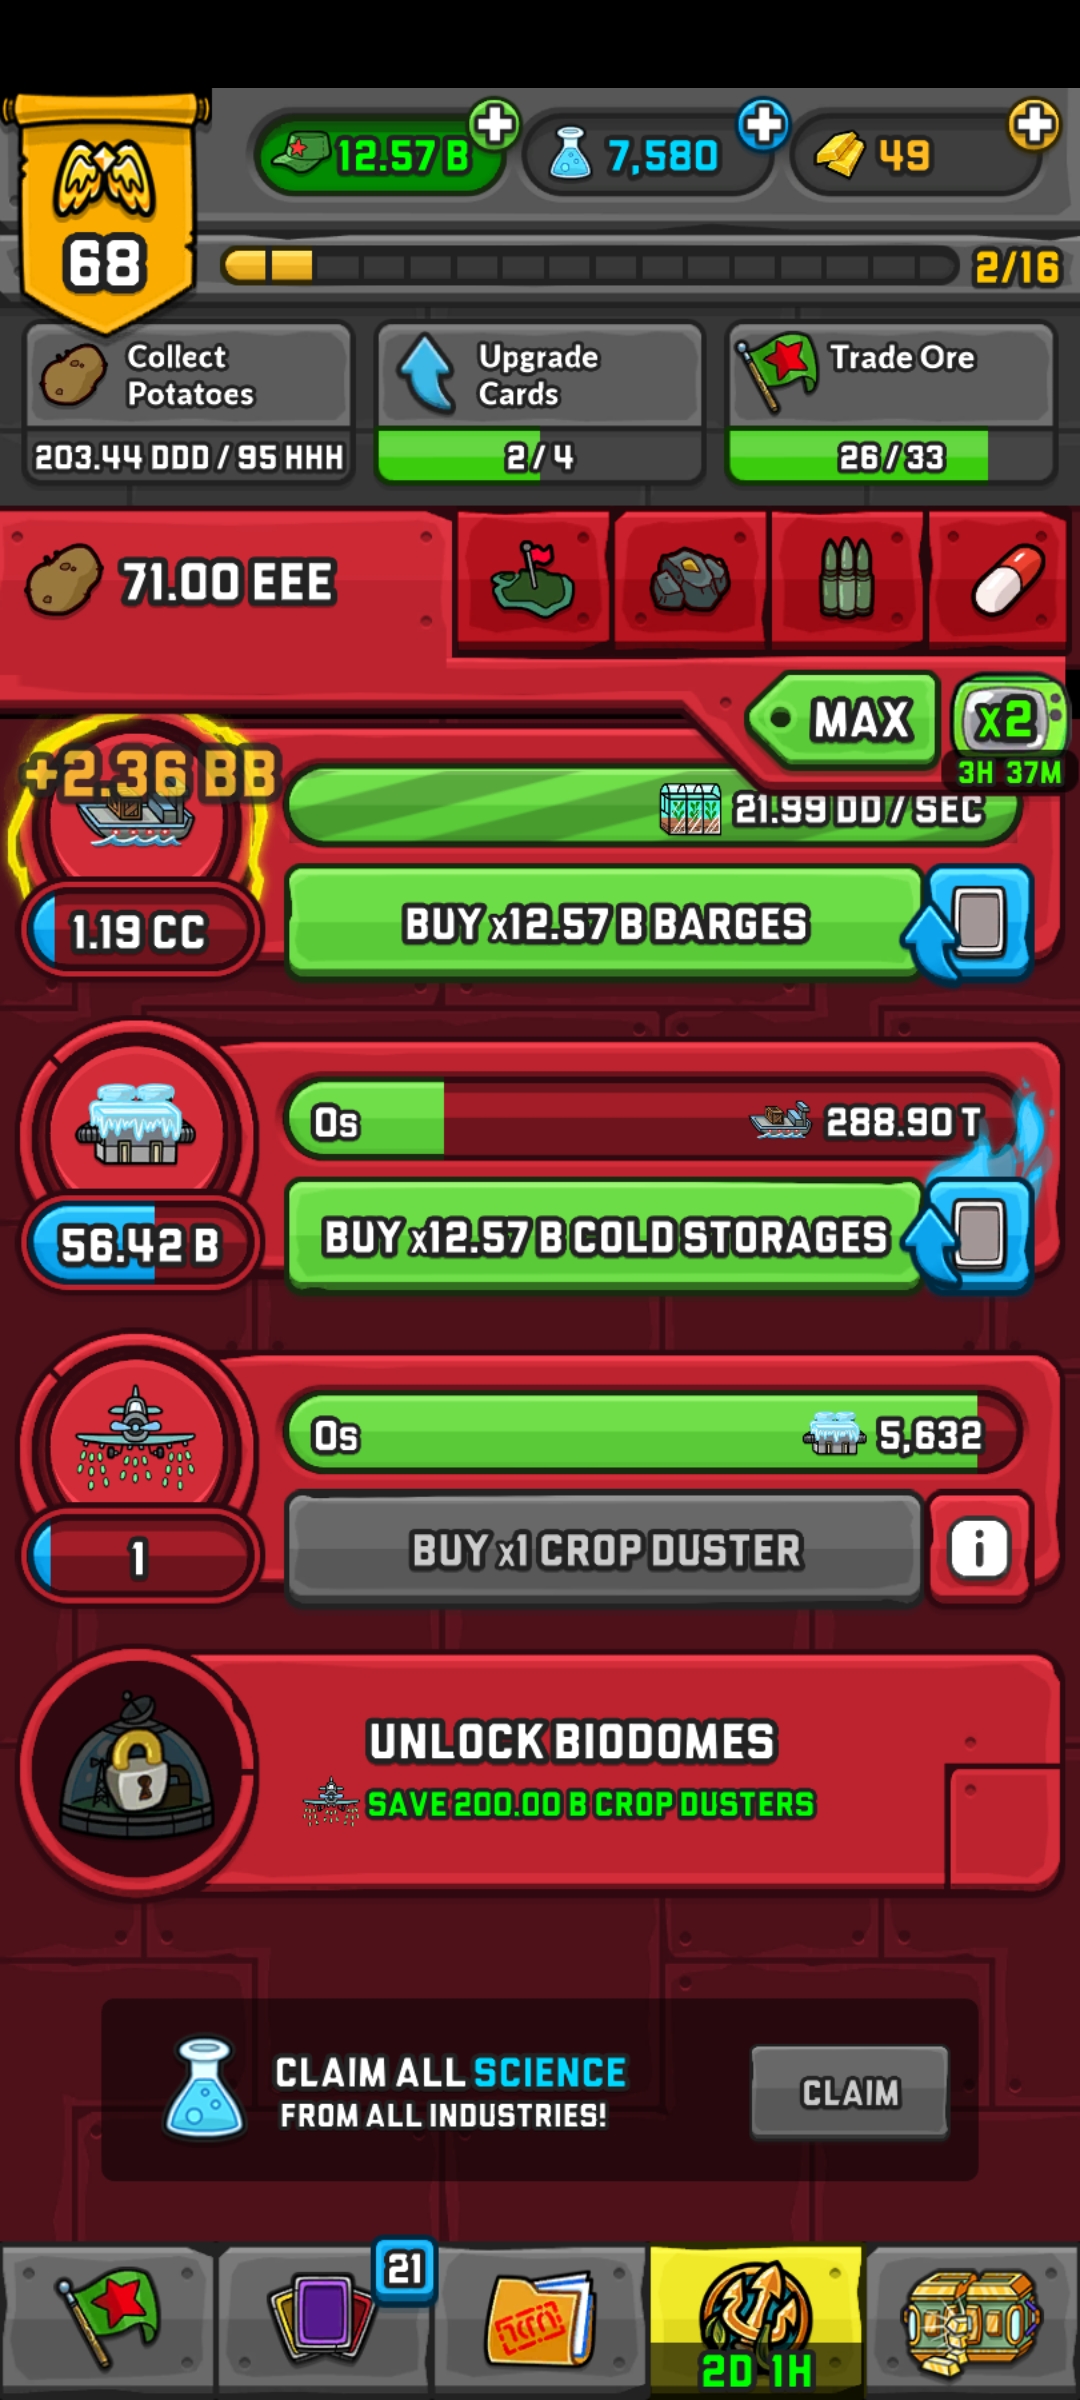 12.57 B
7,580
49
68
2/16
Collect
Potatoes
203.44 DDD / 95 HHH
Upgrade
Cards
2 / 4
Trade Ore
26 / 33
71.00 EEE
MAX
x2
3H 37M
+2.36 BB
21.99 DD / SEC
1.19 CC
BUY x12.57 B BARGES
0s
288.90 T
56.42 B
BUY x12.57 B COLD STORAGES
0s
5,632
1
BUY x1 CROP DUSTER
i
UNLOCK BIODOMES
SAVE 200.00 B CROP DUSTERS
CLAIM ALL SCIENCE
FROM ALL INDUSTRIES!
CLAIM
21
2D 1H